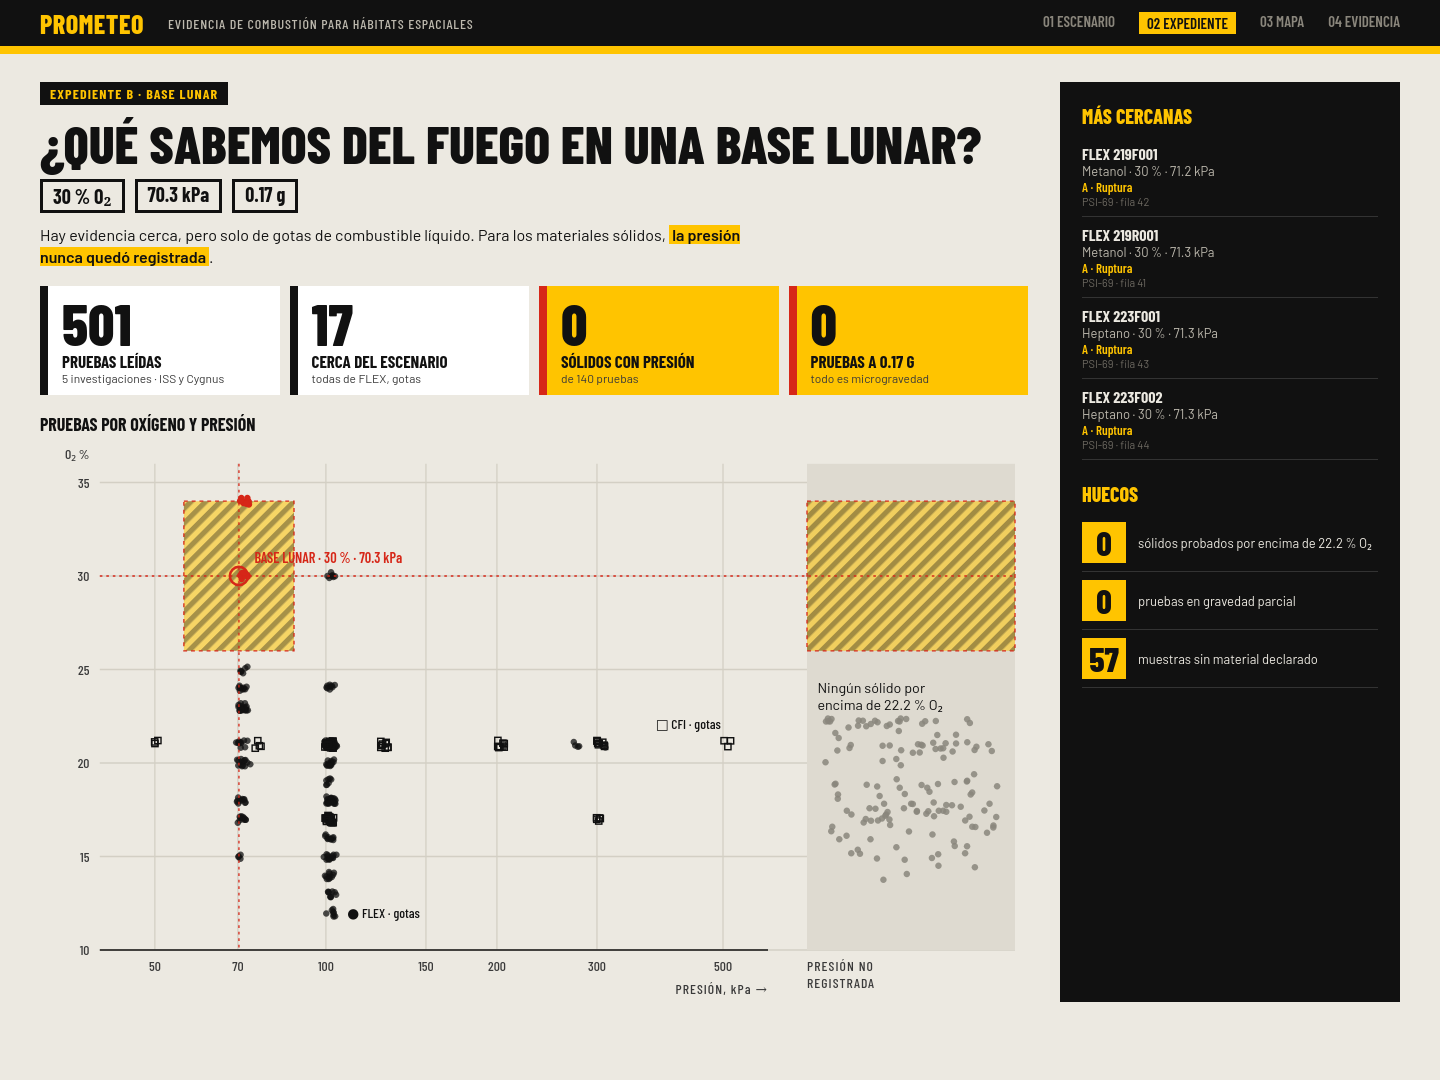 PROMETEO
EVIDENCIA DE COMBUSTIÓN PARA HÁBITATS ESPACIALES
01 ESCENARIO
02 EXPEDIENTE
03 MAPA
04 EVIDENCIA
EXPEDIENTE B · BASE LUNAR
¿QUÉ SABEMOS DEL FUEGO EN UNA BASE LUNAR?
30 % O₂
70.3 kPa
0.17 g
Hay evidencia cerca, pero solo de gotas de combustible líquido. Para los materiales sólidos, la presión
nunca quedó registrada.
501
PRUEBAS LEÍDAS
5 investigaciones · ISS y Cygnus
17
CERCA DEL ESCENARIO
todas de FLEX, gotas
0
SÓLIDOS CON PRESIÓN
de 140 pruebas
0
PRUEBAS A 0.17 G
todo es microgravedad
PRUEBAS POR OXÍGENO Y PRESIÓN
O₂ %
35
30
25
20
15
10
BASE LUNAR · 30 % · 70.3 kPa
CFI · gotas
FLEX · gotas
Ningún sólido por
encima de 22.2 % O₂
50
70
100
150
200
300
500
PRESIÓN, kPa →
PRESIÓN NO
REGISTRADA
MÁS CERCANAS
FLEX 219F001
Metanol · 30 % · 71.2 kPa
A · Ruptura
PSI-69 · fila 42
FLEX 219R001
Metanol · 30 % · 71.3 kPa
A · Ruptura
PSI-69 · fila 41
FLEX 223F001
Heptano · 30 % · 71.3 kPa
A · Ruptura
PSI-69 · fila 43
FLEX 223F002
Heptano · 30 % · 71.3 kPa
A · Ruptura
PSI-69 · fila 44
HUECOS
0
sólidos probados por encima de 22.2 % O₂
0
pruebas en gravedad parcial
57
muestras sin material declarado